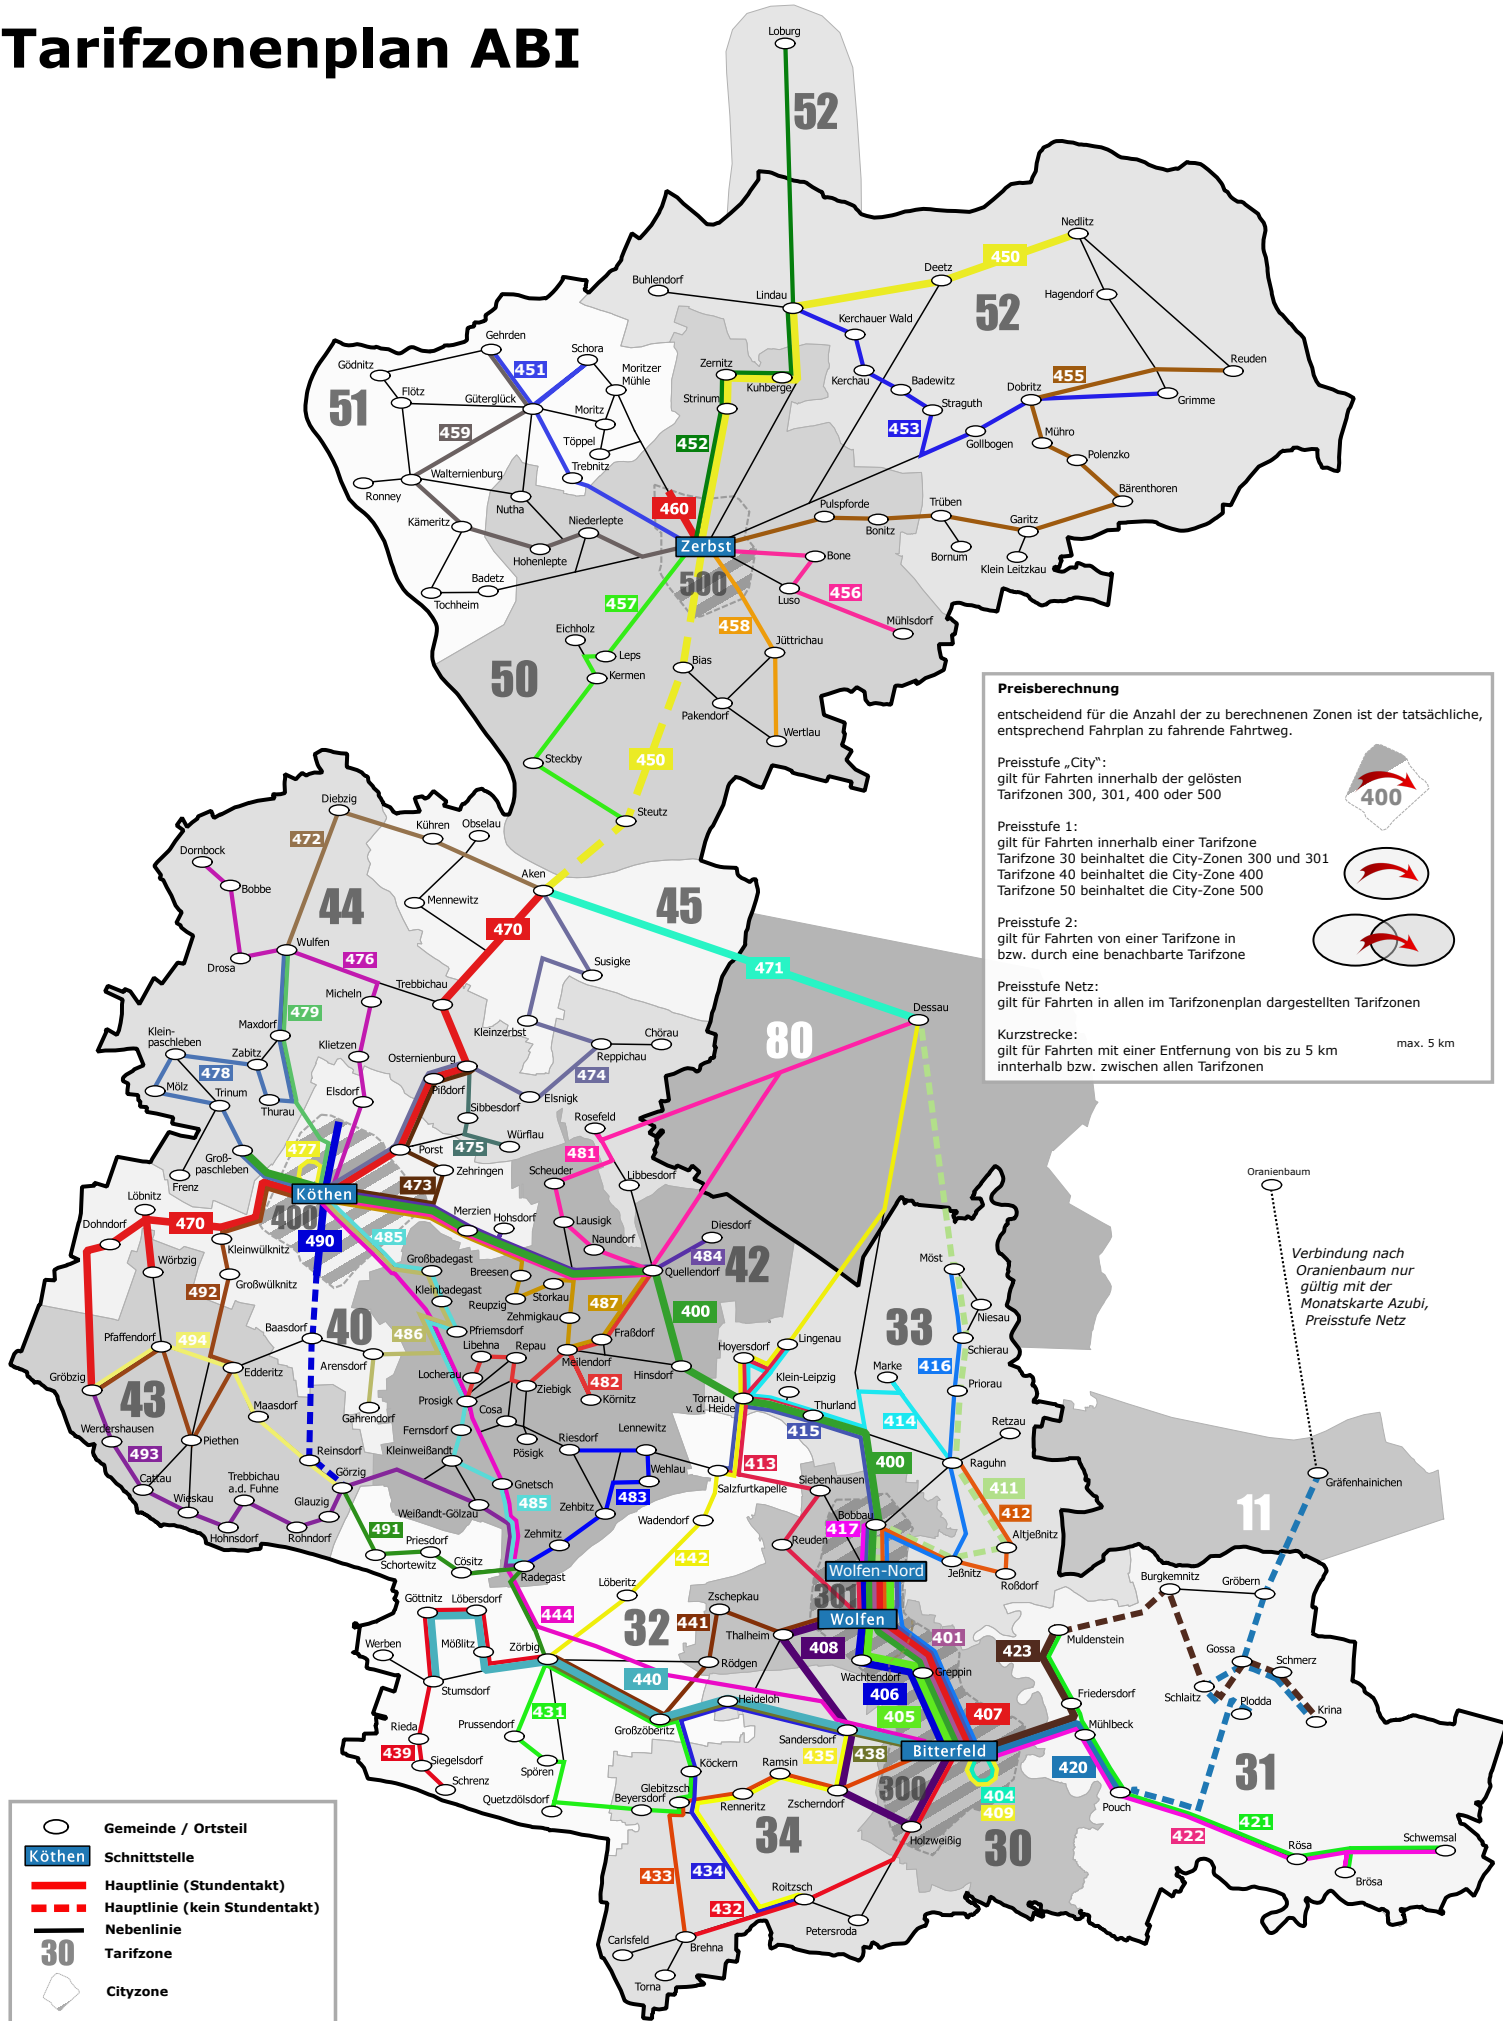 Tarifzonenplan ABI
Loburg
52
Nedlitz
450
Deetz
Buhlendorf
Lindau
Hagendorf
52
Kerchauer Wald
Gehrden
Schora
Gödnitz
451
Moritzer
Mühle
Zernitz
Kuhberge
Kerchau
Badewitz
Reuden
455
Dobritz
Grimme
Flötz
51
Güterglück
Moritz
Strinum
Straguth
453
Gollbogen
459
Töppel
452
Mühro
Polenzko
Walternienburg
Trebnitz
Ronney
Nutha
Bärenthoren
460
Pulspforde
Trüben
Kämeritz
Niederlepte
Bonitz
Garitz
Hohenlepte
Zerbst
Bone
Bornum
Klein Leitzkau
500
Badetz
Tochheim
457
Luso
456
Eichholz
458
Mühlsdorf
Leps
Jüttrichau
50
Kermen
Bias
Pakendorf
Wertlau
Steckby
450
Steutz
Preisberechnung
entscheidend für die Anzahl der zu berechnenen Zonen ist der tatsächliche,
entsprechend Fahrplan zu fahrende Fahrtweg.
Preisstufe „City“:
gilt für Fahrten innerhalb der gelösten
Tarifzonen 300, 301, 400 oder 500
400
Preisstufe 1:
gilt für Fahrten innerhalb einer Tarifzone
Tarifzone 30 beinhaltet die City-Zonen 300 und 301
Tarifzone 40 beinhaltet die City-Zone 400
Tarifzone 50 beinhaltet die City-Zone 500
Preisstufe 2:
gilt für Fahrten von einer Tarifzone in
bzw. durch eine benachbarte Tarifzone
Preisstufe Netz:
gilt für Fahrten in allen im Tarifzonenplan dargestellten Tarifzonen
Kurzstrecke:
gilt für Fahrten mit einer Entfernung von bis zu 5 km
innterhalb bzw. zwischen allen Tarifzonen
max. 5 km
Diebzig
472
Kühren
Obselau
Dornbock
Bobbe
Aken
Mennewitz
44
45
470
Wulfen
Drosa
476
471
Susigke
Micheln
Trebbichau
479
Maxdorf
Dessau
Klein-
paschleben
Zabitz
Klietzen
Kleinzerbst
Chörau
80
Osternienburg
Reppichau
478
474
Mölz
Trinum
Thurau
Elsdorf
Pißdorf
Elsnigk
Sibbesdorf
Rosefeld
477
475
Würflau
481
Groß-
paschleben
Porst
Zehringen
Frenz
Köthen
473
Scheuder
Libbesdorf
Oranienbaum
Löbnitz
400
Merzien
Hohsdorf
Lausigk
Diesdorf
Dohndorf
470
490
485
Naundorf
484
Kleinwülknitz
Großbadegast
42
Möst
Verbindung nach
Oranienbaum nur
gültig mit der
Monatskarte Azubi,
Preisstufe Netz
Wörbzig
Quellendorf
492
Großwülknitz
Kleinbadegast
Breesen
Storkau
Reupzig
487
400
33
Niesau
Baasdorf
40
486
Pfriemsdorf
Zehmigkau
Fraßdorf
Schierau
Pfaffendorf
494
Lingenau
Hoyersdorf
Arensdorf
Libehna
Repau
Meilendorf
416
Marke
Edderitz
Locherau
Hinsdorf
Klein-Leipzig
Priorau
Gröbzig
43
482
Ziebigk
Körnitz
Tornau
v. d. Heide
Thurland
414
Maasdorf
Gahrendorf
Prosigk
Cosa
415
Retzau
Werdershausen
Fernsdorf
Pösigk
Lennewitz
413
400
493
Piethen
Reinsdorf
Kleinweißandt
Riesdorf
Raguhn
Cattau
Trebbichau
a.d. Fuhne
Görzig
Gnetsch
Wehlau
Siebenhausen
Gräfenhainichen
Salzfurtkapelle
411
11
Wieskau
Glauzig
485
483
412
Weißandt-Gölzau
Zehbitz
Bobbau
Hohnsdorf
Rohndorf
Wadendorf
417
Altjeßnitz
491
Priesdorf
Zehmitz
Reuden
Schortewitz
Cösitz
442
Wolfen-Nord
Jeßnitz
Roßdorf
Radegast
Löberitz
301
Burgkemnitz
Gröbern
Göttnitz
Löbersdorf
Zschepkau
444
Wolfen
441
32
Thalheim
401
Muldenstein
Werben
Mößlitz
Zörbig
408
423
Gossa
Schmerz
440
Rödgen
Wachtendorf
Greppin
Stumsdorf
406
Schlaitz
Plodda
Heideloh
405
407
Friedersdorf
Krina
431
Großzöberitz
Rieda
Prussendorf
Sandersdorf
Mühlbeck
439
435
438
Bitterfeld
Siegelsdorf
Köckern
Ramsin
420
Spören
Schrenz
300
404
31
Glebitzsch
Pouch
409
421
Quetzdölsdorf
Beyersdorf
Renneritz
Zscherndorf
422
34
Holzweißig
30
Rösa
Schwemsal
433
434
Brösa
Roitzsch
432
Petersroda
Carlsfeld
Brehna
Torna
Gemeinde / Ortsteil
Köthen
Schnittstelle
Hauptlinie (Stundentakt)
Hauptlinie (kein Stundentakt)
Nebenlinie
30
Tarifzone
Cityzone